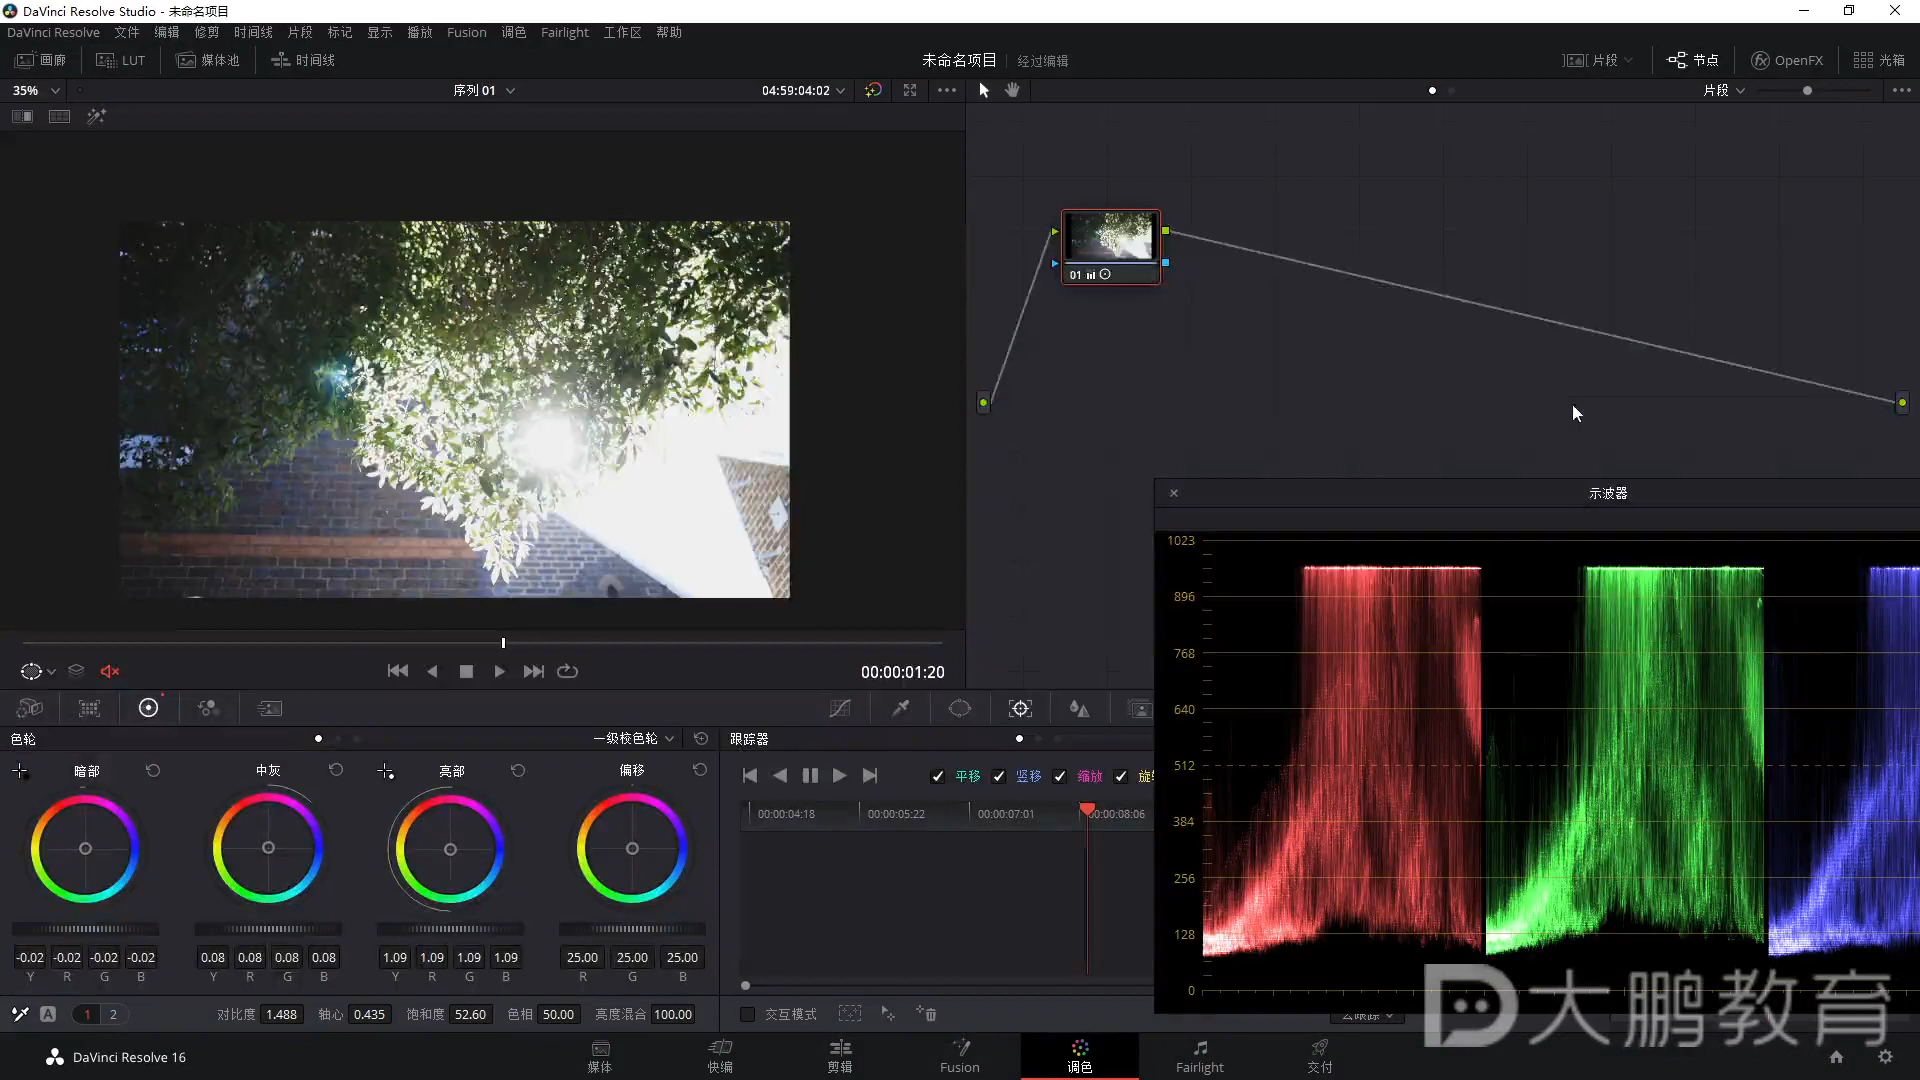 DaVinci Resolve Studio - 未命名项目
DaVinci Resolve 文件 编辑 修剪 时间线 片段 标记 显示 播放 Fusion 调色 Fairlight 工作区 帮助
画廊 LUT 媒体池 时间线 未命名项目 经过编辑 片段 节点 OpenFX 光箱
35% 序列 01 04:59:04:02 片段
01
示波器
1023
896
768
640
512
384
256
128
0
00:00:01:20
色轮 一级校色轮 跟踪器
暗部 中灰 亮部 偏移
平移 竖移 缩放
00:00:04:18 00:00:05:22 00:00:07:01 00:00:08:06
-0.02 -0.02 -0.02 -0.02 0.08 0.08 0.08 0.08 1.09 1.09 1.09 1.09 25.00 25.00 25.00
Y R G B Y R G B Y R G B R G B
A 1 2 对比度 1.488 轴心 0.435 饱和度 52.60 色相 50.00 亮度混合 100.00
交互模式
大鹏教育
DaVinci Resolve 16
媒体 快编 剪辑 Fusion 调色 Fairlight 交付